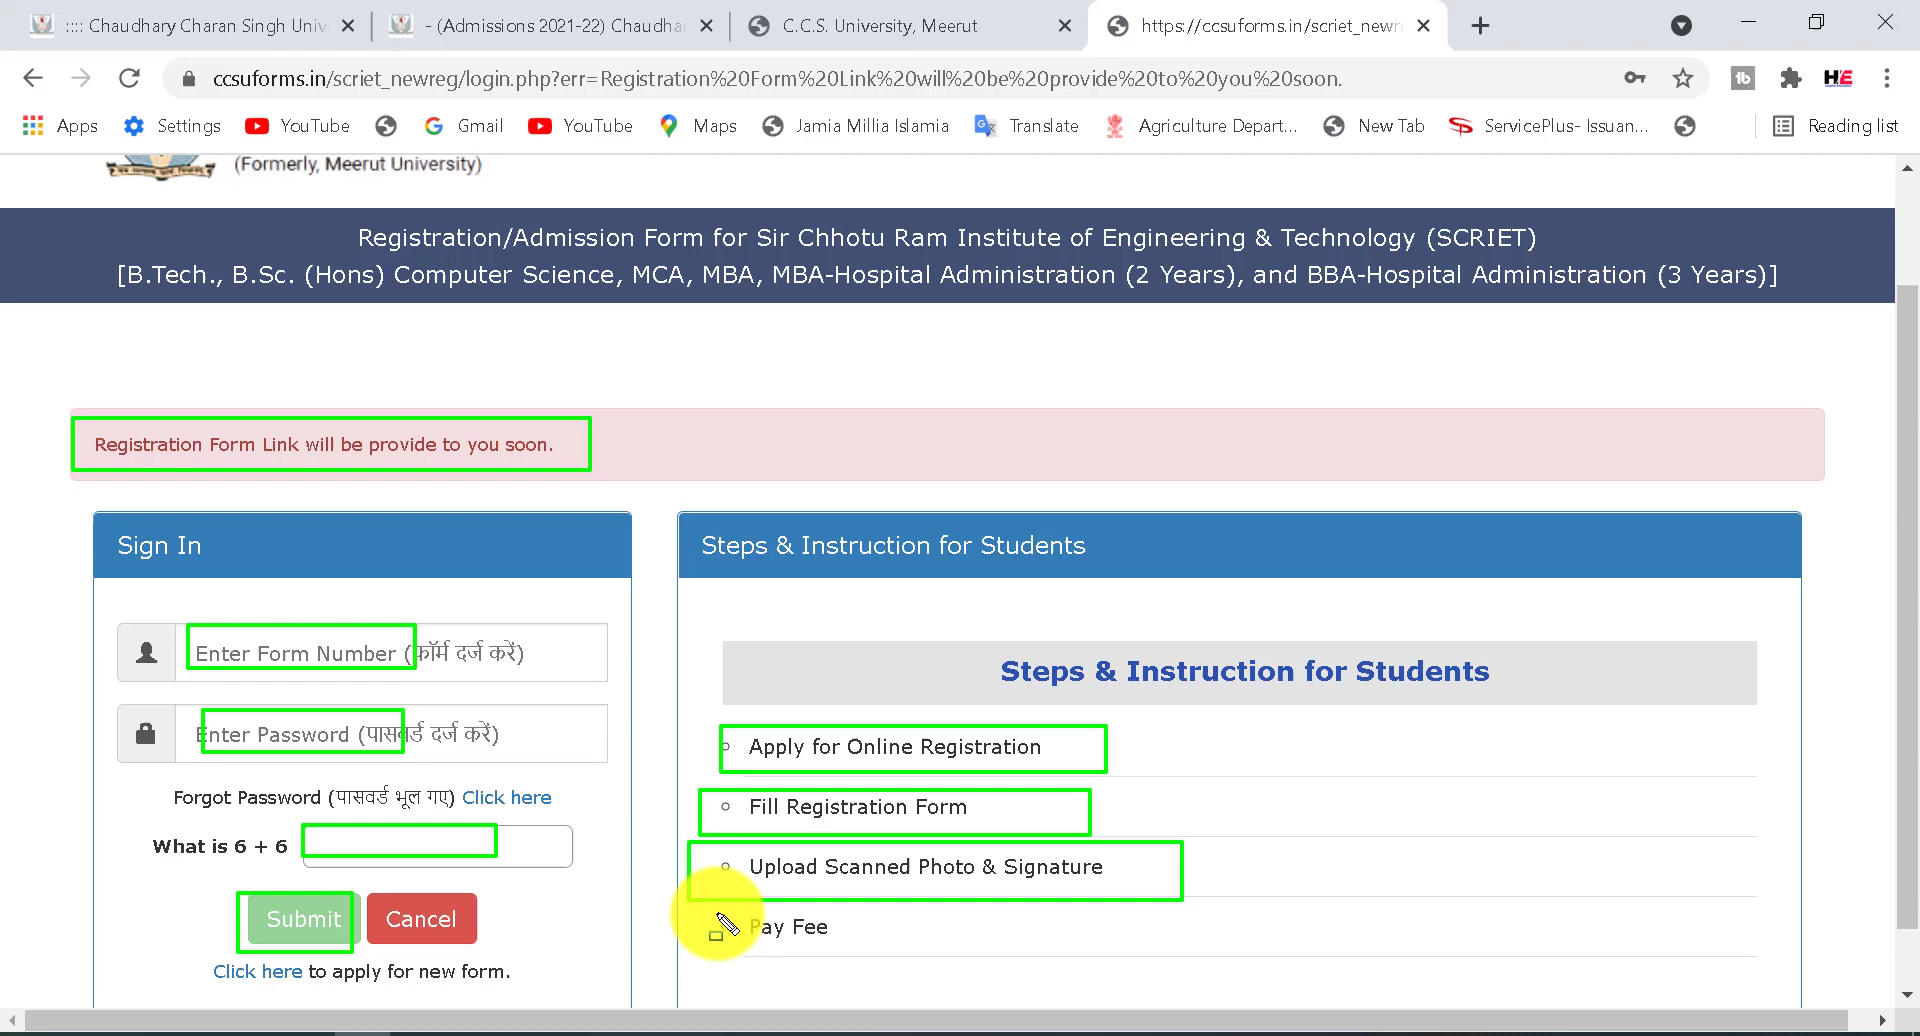 :::: Chaudhary Charan Singh Univ
- (Admissions 2021-22) Chaudhar
C.C.S. University, Meerut
https://ccsuforms.in/scriet_newre
ccsuforms.in/scriet_newreg/login.php?err=Registration%20Form%20Link%20will%20be%20provide%20to%20you%20soon.
Apps Settings YouTube Gmail YouTube Maps Jamia Millia Islamia Translate Agriculture Depart... New Tab ServicePlus- Issuan... Reading list
(Formerly, Meerut University)
Registration/Admission Form for Sir Chhotu Ram Institute of Engineering & Technology (SCRIET)
[B.Tech., B.Sc. (Hons) Computer Science, MCA, MBA, MBA-Hospital Administration (2 Years), and BBA-Hospital Administration (3 Years)]
Registration Form Link will be provide to you soon.
Sign In
Enter Form Number (फॉर्म दर्ज करें)
Enter Password (पासवर्ड दर्ज करें)
Forgot Password (पासवर्ड भूल गए) Click here
What is 6 + 6
Submit Cancel
Click here to apply for new form.
Steps & Instruction for Students
Steps & Instruction for Students
Apply for Online Registration
Fill Registration Form
Upload Scanned Photo & Signature
Pay Fee